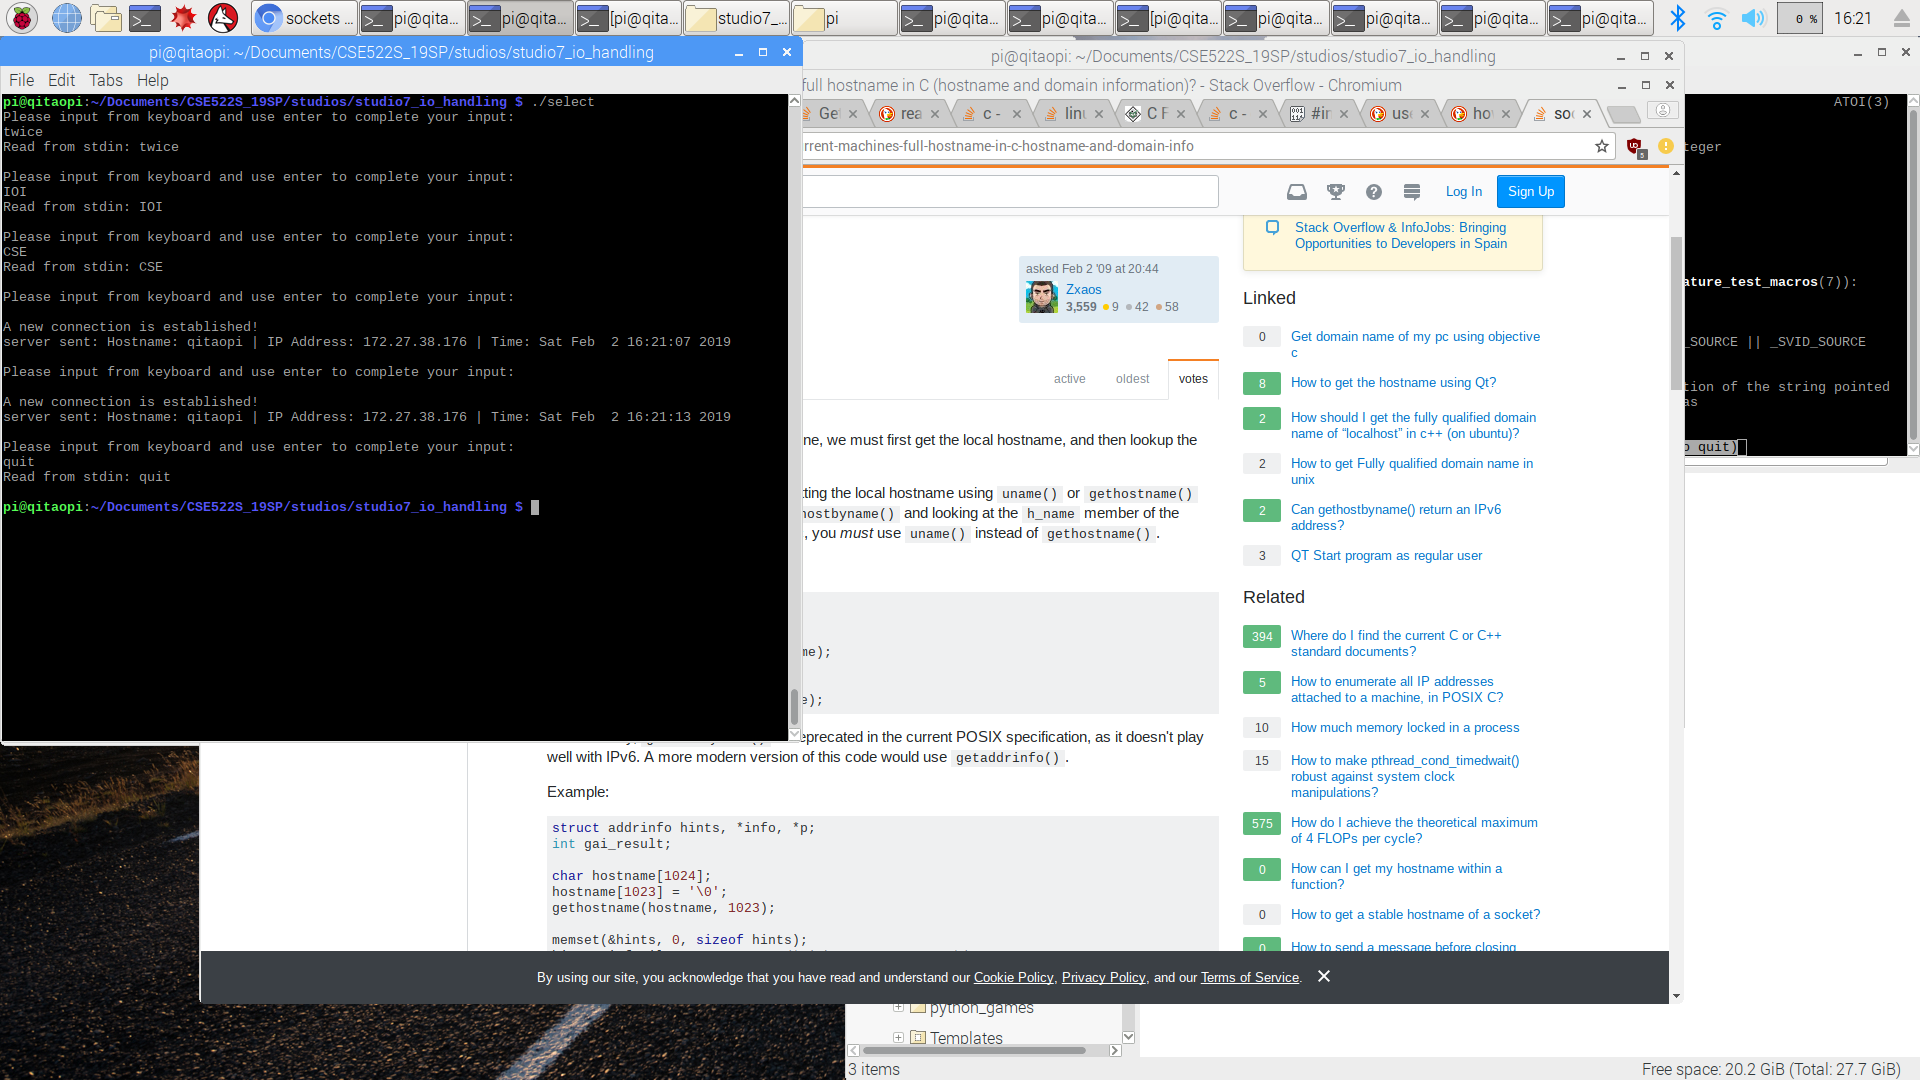 sockets ...
pi@qita...
pi@qita...
[pi@qita...
studio7_...
pi
pi@qita...
pi@qita...
[pi@qita...
pi@qita...
pi@qita...
pi@qita...
pi@qita...
0 %
16:21
pi@qitaopi: ~/Documents/CSE522S_19SP/studios/studio7_io_handling
File Edit Tabs Help
pi@qitaopi:~/Documents/CSE522S_19SP/studios/studio7_io_handling $ ./select
Please input from keyboard and use enter to complete your input:
twice
Read from stdin: twice
Please input from keyboard and use enter to complete your input:
IOI
Read from stdin: IOI
Please input from keyboard and use enter to complete your input:
CSE
Read from stdin: CSE
Please input from keyboard and use enter to complete your input:
A new connection is established!
server sent: Hostname: qitaopi | IP Address: 172.27.38.176 | Time: Sat Feb  2 16:21:07 2019
Please input from keyboard and use enter to complete your input:
A new connection is established!
server sent: Hostname: qitaopi | IP Address: 172.27.38.176 | Time: Sat Feb  2 16:21:13 2019
Please input from keyboard and use enter to complete your input:
quit
Read from stdin: quit
pi@qitaopi:~/Documents/CSE522S_19SP/studios/studio7_io_handling $
pi@qitaopi: ~/Documents/CSE522S_19SP/studios/studio7_io_handling
full hostname in C (hostname and domain information)? - Stack Overflow - Chromium
Ge
rea
c -
linu
C F
c -
#in
use
ho
soc
rrent-machines-full-hostname-in-c-hostname-and-domain-info
Log In
Sign Up
Stack Overflow & InfoJobs: Bringing
Opportunities to Developers in Spain
asked Feb 2 '09 at 20:44
Zxaos
3,559 9 42 58
active oldest votes
ne, we must first get the local hostname, and then lookup the
tting the local hostname using uname() or gethostname()
hostbyname() and looking at the h_name member of the
, you must use uname() instead of gethostname().
me);
e);
eprecated in the current POSIX specification, as it doesn't play
well with IPv6. A more modern version of this code would use getaddrinfo().
Example:
struct addrinfo hints, *info, *p;
int gai_result;
char hostname[1024];
hostname[1023] = '\0';
gethostname(hostname, 1023);
memset(&hints, 0, sizeof hints);
Linked
0 Get domain name of my pc using objective
c
8 How to get the hostname using Qt?
2 How should I get the fully qualified domain
name of “localhost” in c++ (on ubuntu)?
2 How to get Fully qualified domain name in
unix
2 Can gethostbyname() return an IPv6
address?
3 QT Start program as regular user
Related
394 Where do I find the current C or C++
standard documents?
5 How to enumerate all IP addresses
attached to a machine, in POSIX C?
10 How much memory locked in a process
15 How to make pthread_cond_timedwait()
robust against system clock
manipulations?
575 How do I achieve the theoretical maximum
of 4 FLOPs per cycle?
0 How can I get my hostname within a
function?
0 How to get a stable hostname of a socket?
0 How to send a message before closing
By using our site, you acknowledge that you have read and understand our Cookie Policy, Privacy Policy, and our Terms of Service.
ATOI(3)
teger
ature_test_macros(7)):
_SOURCE || _SVID_SOURCE
tion of the string pointed
as
o quit)
python_games
Templates
3 items
Free space: 20.2 GiB (Total: 27.7 GiB)